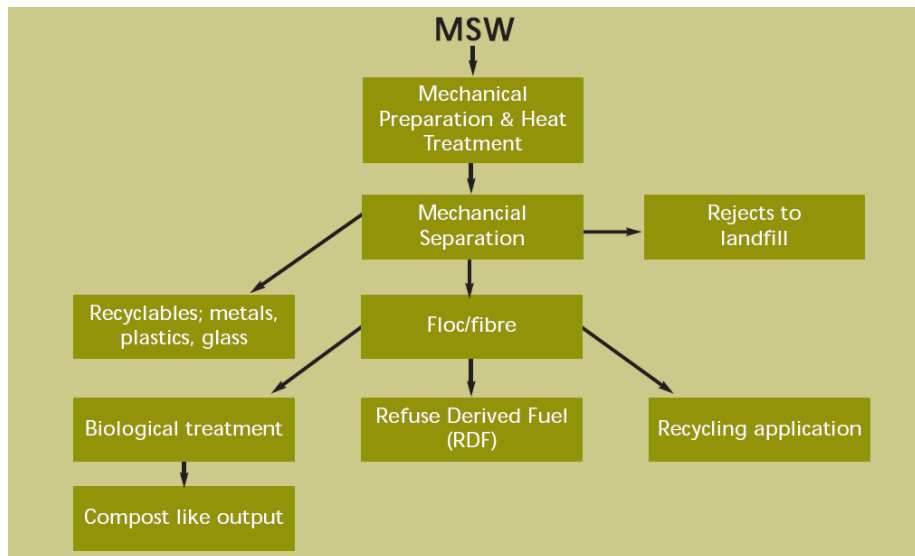 MSW
Mechanical
Preparation & Heat
Treatment
Mechancial
Separation
Rejects to
landfill
Recyclables; metals,
plastics, glass
Floc/fibre
Biological treatment
Refuse Derived Fuel
(RDF)
Recycling application
Compost like output